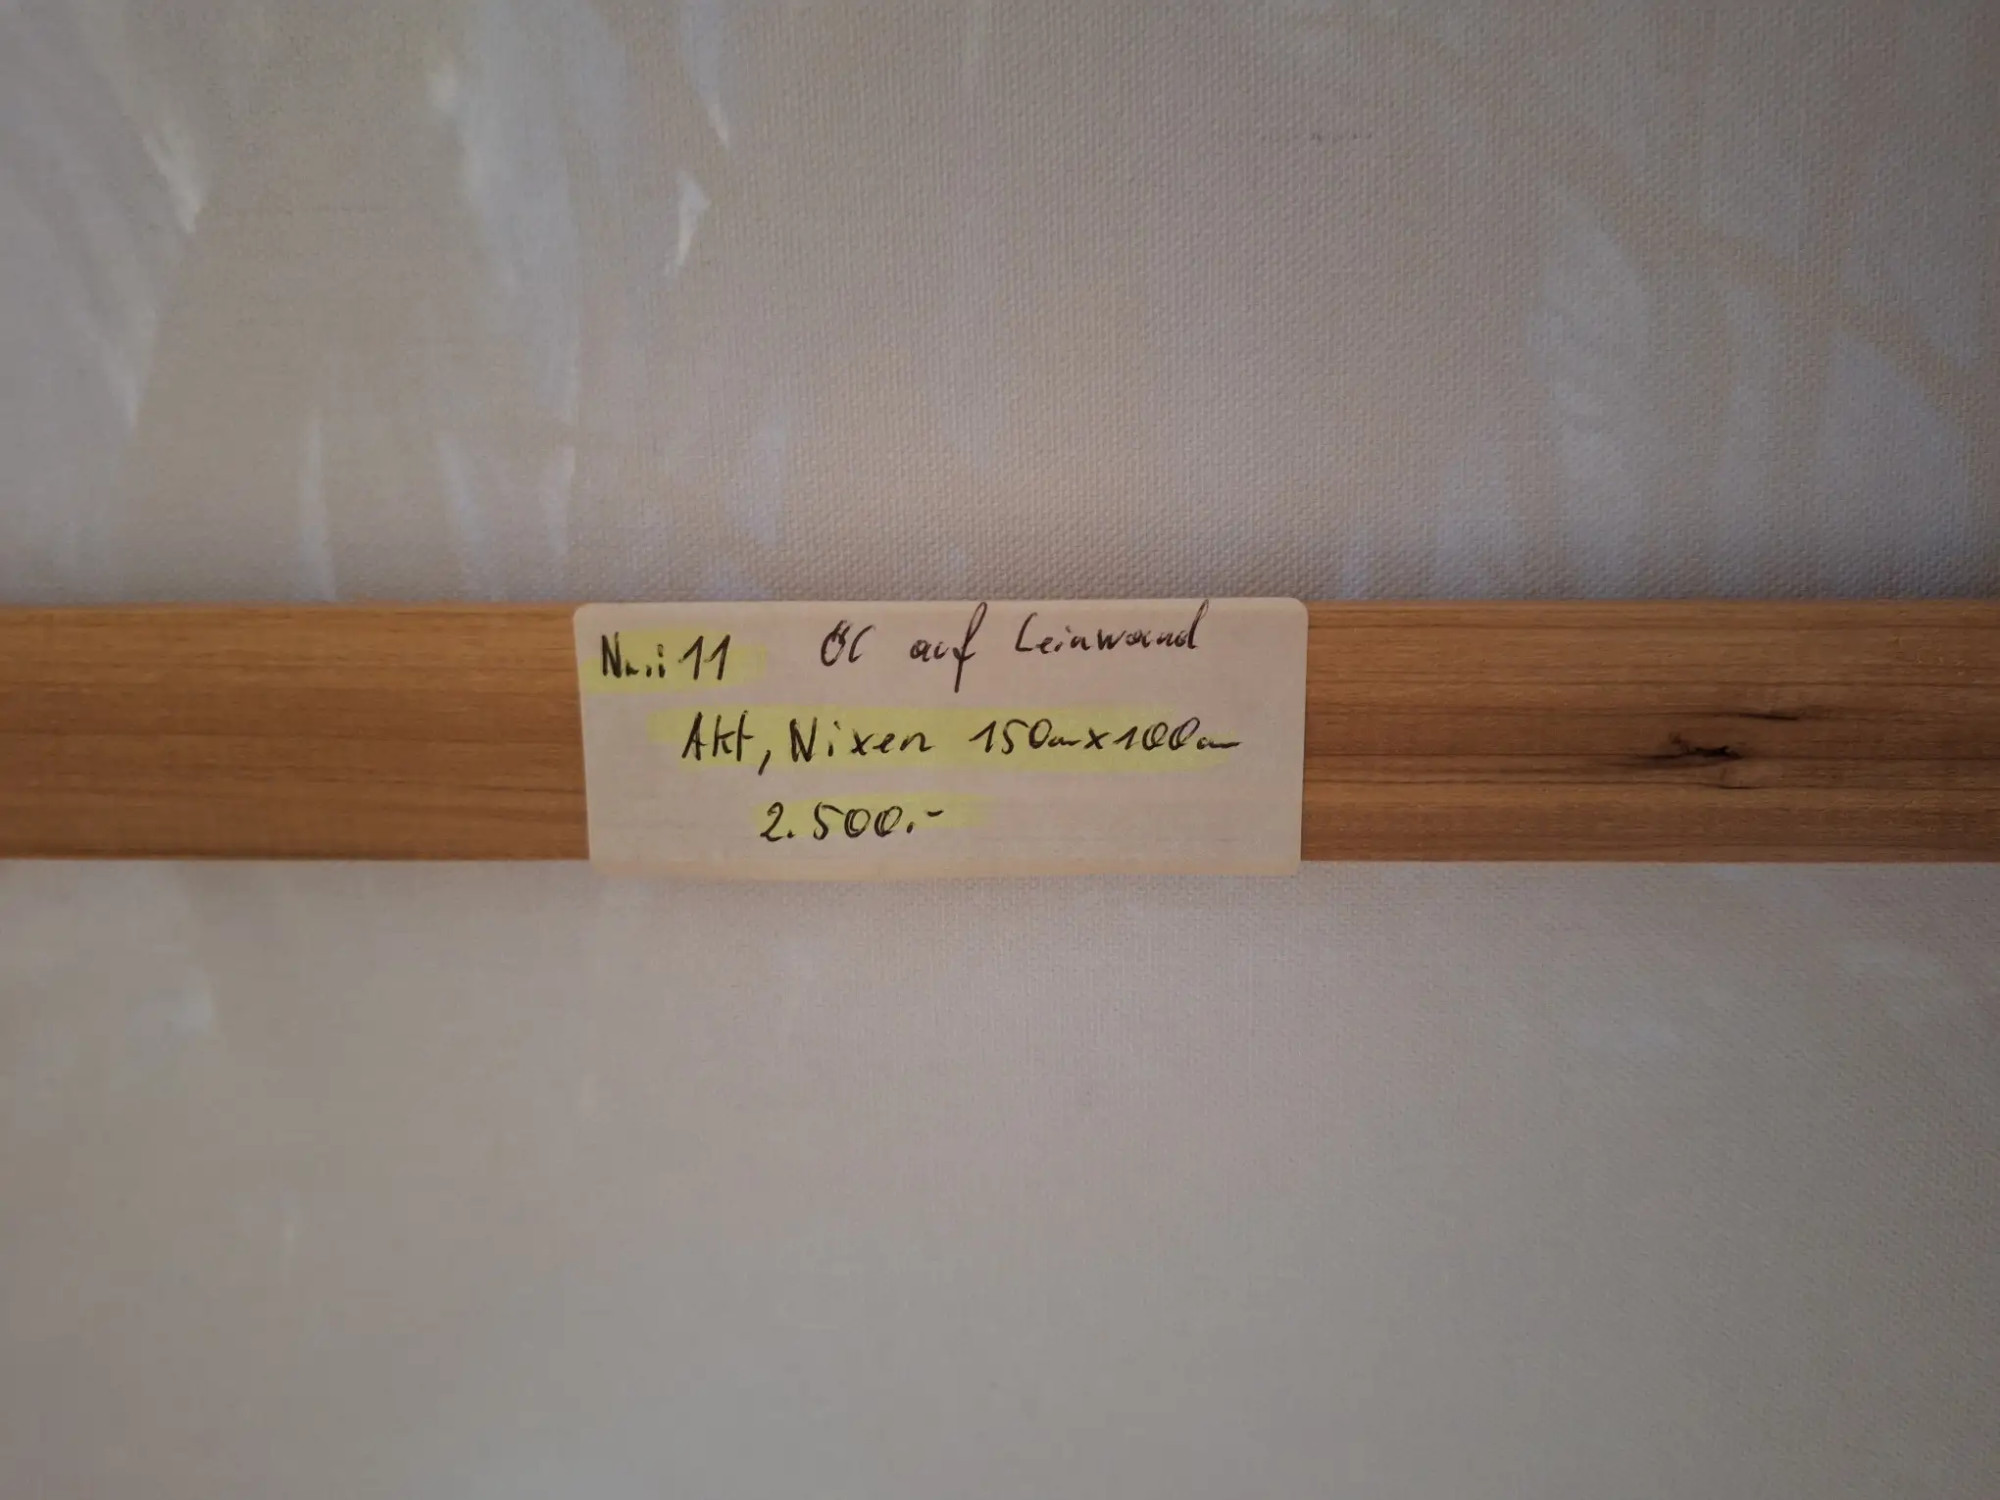 Nr.: 11 Öl auf Leinwand
Akt, Nixen 150cm x 100cm
2.500.-